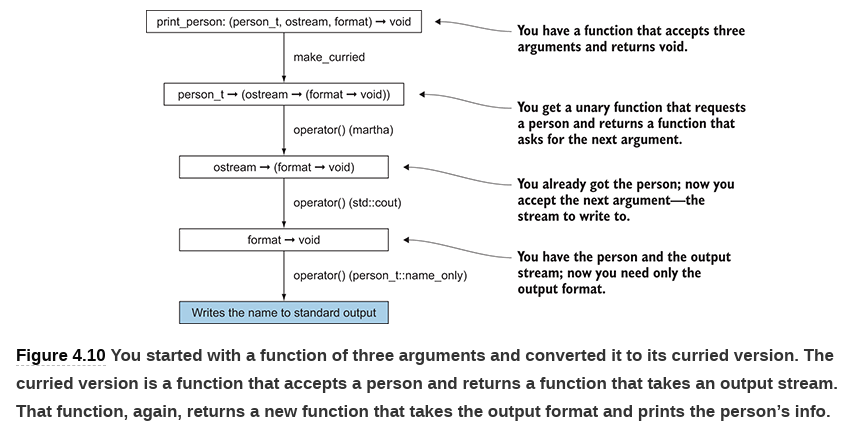 print_person: (person_t, ostream, format) → void
You have a function that accepts three
arguments and returns void.
make_curried
person_t → (ostream → (format → void))
You get a unary function that requests
a person and returns a function that
asks for the next argument.
operator() (martha)
ostream → (format → void)
You already got the person; now you
accept the next argument—the
stream to write to.
operator() (std::cout)
format → void
You have the person and the output
stream; now you need only the
output format.
operator() (person_t::name_only)
Writes the name to standard output
Figure 4.10 You started with a function of three arguments and converted it to its curried version. The
curried version is a function that accepts a person and returns a function that takes an output stream.
That function, again, returns a new function that takes the output format and prints the person’s info.